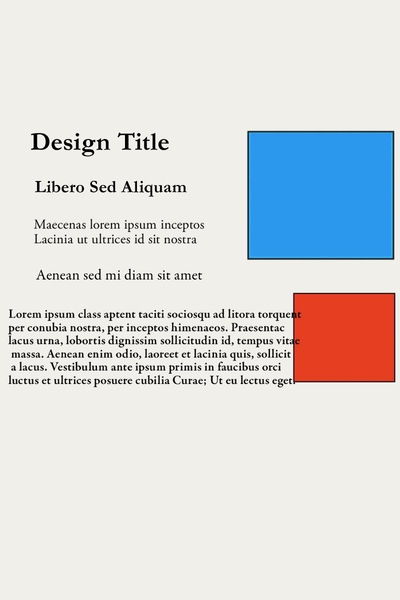 Design Title
Libero Sed Aliquam
Maecenas lorem ipsum inceptos
Lacinia ut ultrices id sit nostra
Aenean sed mi diam sit amet
Lorem ipsum class aptent taciti sociosqu ad litora torquent
per conubia nostra, per inceptos himenaeos. Praesentac
lacus urna, lobortis dignissim sollicitudin id, tempus vitae
massa. Aenean enim odio, laoreet et lacinia quis, sollicit
a lacus. Vestibulum ante ipsum primis in faucibus orci
luctus et ultrices posuere cubilia Curae; Ut eu lectus eget.